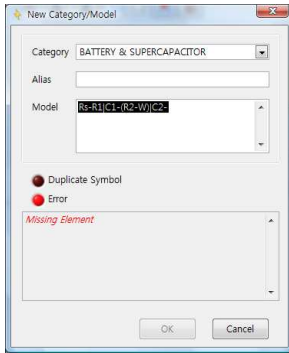 New Category/Model
Category BATTERY & SUPERCAPACITOR
Alias
Model Rs-R1|C1-(R2-W)|C2-
Duplicate Symbol
Error
Missing Element
OK Cancel